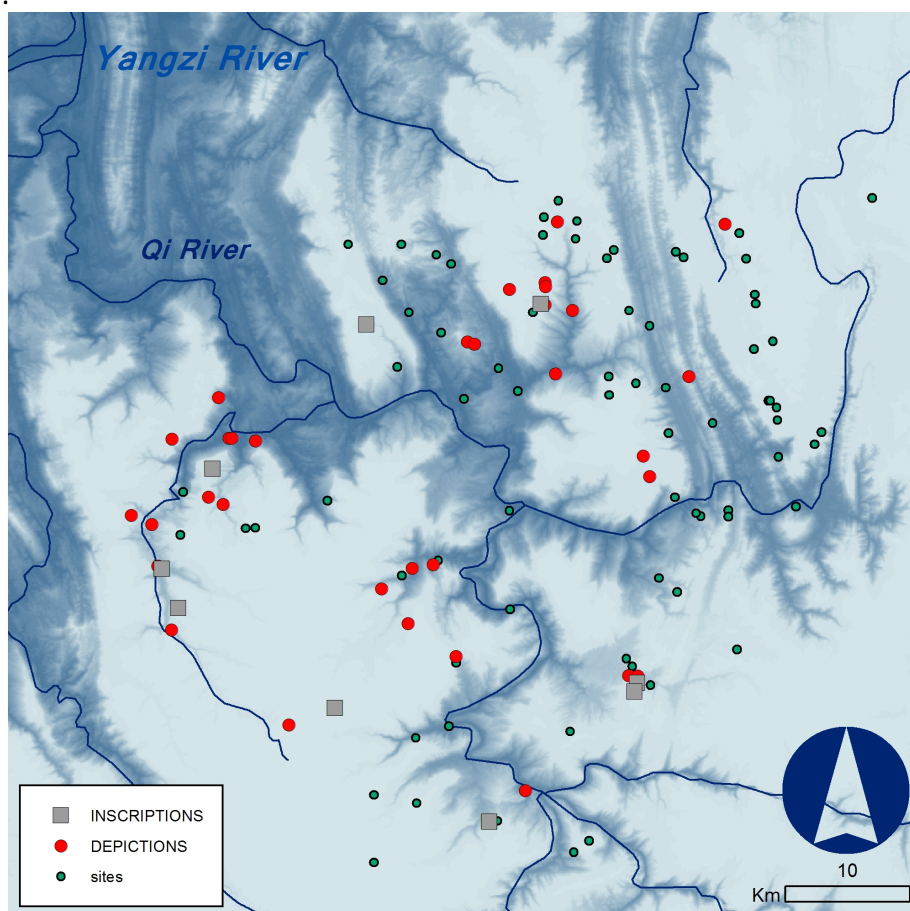 Yangzi River
Qi River
INSCRIPTIONS
DEPICTIONS
sites
10
Km